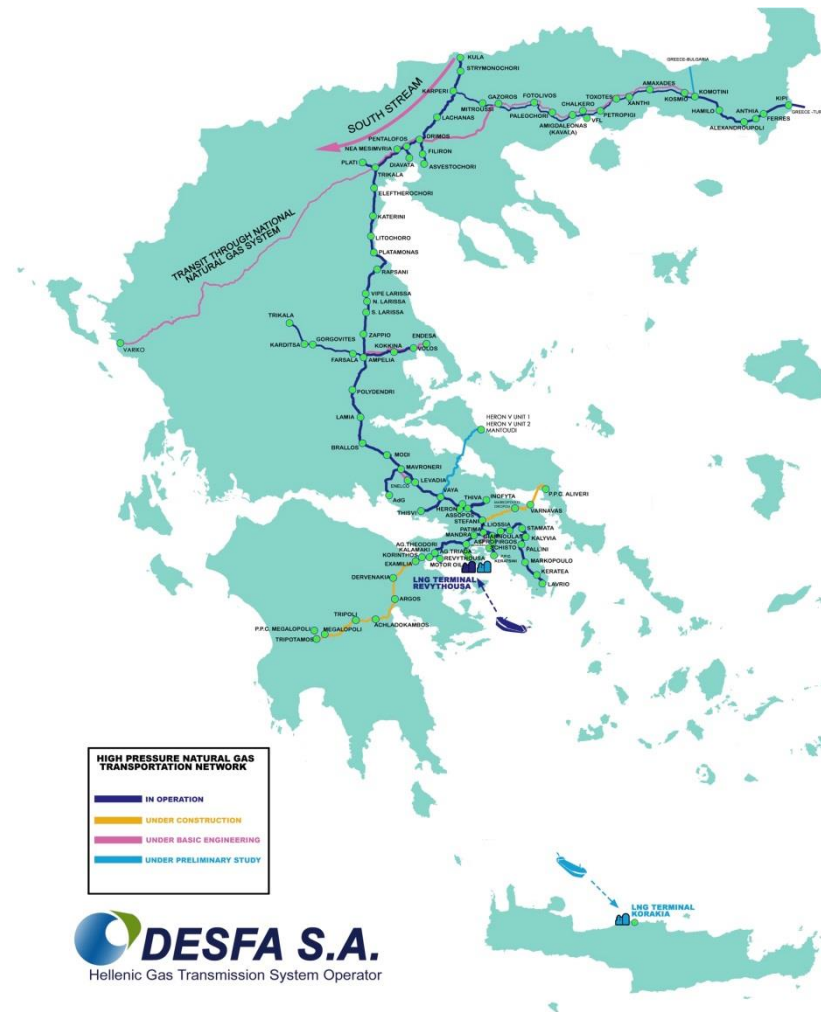 KULA
STRYMONOCHORI
GREECE-BULGARIA
KARPERI
SOUTH STREAM
MITROUSSI
GAZOROS
FOTOLIVOS
PALEOCHORI
CHALKERO
AMIGDALEONAS
(KAVALA)
VFL
TOXOTES
PETROPIGI
XANTHI
AMAXADES
KOSMIO
KOMOTINI
HAMILO
ALEXANDROUPOLI
ANTHIA
FERRES
KIPI
GREECE -TUR
LACHANAS
PENTALOFOS
DRIMOS
NEA MESIMVRIA
FILIRON
PLATI
DIAVATA
ASVESTOCHORI
TRIKALA
ELEFTHEROCHORI
KATERINI
LITOCHORO
PLATAMONAS
RAPSANI
TRANSIT THROUGH NATIONAL
NATURAL GAS SYSTEM
VIPE LARISSA
N. LARISSA
S. LARISSA
TRIKALA
ZAPPIO
ENDESA
GORGOVITES
KOKKINA
VARIKO
KARDITSA
FARSALA
AMPELIA
VOLOS
POLYDENDRI
LAMIA
HERON V UNIT 1
HERON V UNIT 2
MANTOUDI
BRALLOS
MODI
MAVRONERI
LEVADIA
ENELCO
AdG
VAYA
THIVA
INOFYTA
P.P.C. ALIVERI
THISVI
HERON
ASSOPOS
VARNAVAS
STEFANI
PATIMA
LIOSSIA
STAMATA
MANDRA
KALYVIA
AG.THEODORI
ASPROPIRGOS
KALAMAKI
AG.TRIADA
SCHISTO
PALLINI
KORINTHOS
REVYTHOUSA
EXAMILIA
MOTOR OIL
MARKOPOULO
KERATEA
DERVENAKIA
LNG TERMINAL
REVYTHOUSA
LAVRIO
ARGOS
TRIPOLI
P.P.C. MEGALOPOLI
ACHLADOKAMBOS
MEGALOPOLI
TRIPOTAMOS
HIGH PRESSURE NATURAL GAS
TRANSPORTATION NETWORK
IN OPERATION
UNDER CONSTRUCTION
UNDER BASIC ENGINEERING
UNDER PRELIMINARY STUDY
LNG TERMINAL
KORAKIA
DESFA S.A.
Hellenic Gas Transmission System Operator